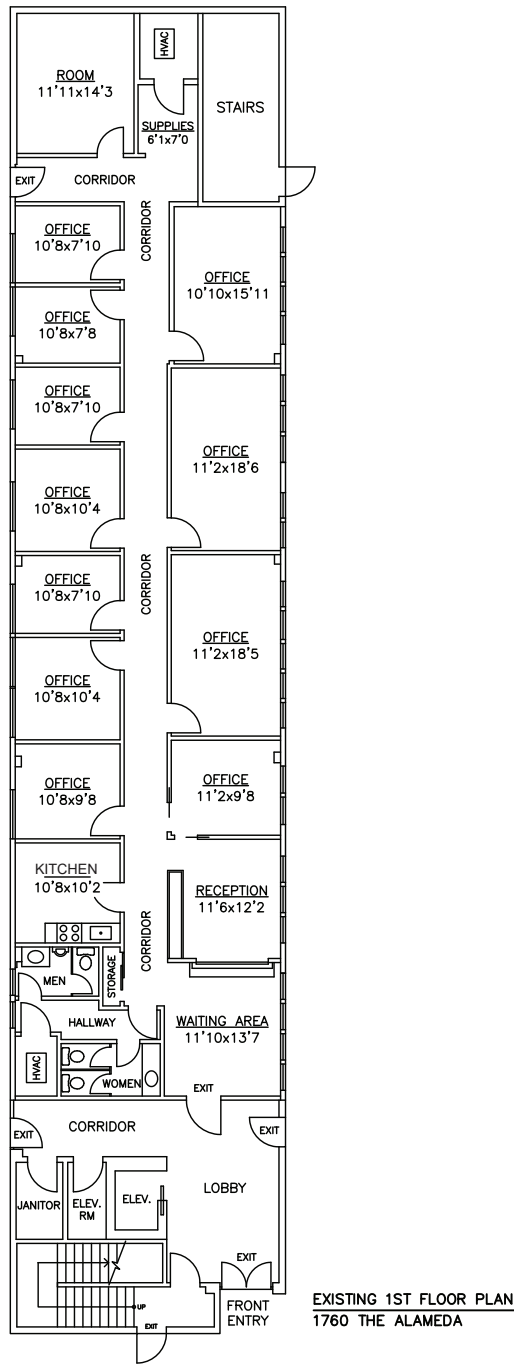 HVAC
ROOM
11'11x14'3
STAIRS
SUPPLIES
6'1x7'0
EXIT
CORRIDOR
CORRIDOR
OFFICE
10'8x7'10
OFFICE
10'10x15'11
OFFICE
10'8x7'8
OFFICE
10'8x7'10
OFFICE
11'2x18'6
OFFICE
10'8x10'4
CORRIDOR
OFFICE
10'8x7'10
OFFICE
11'2x18'5
OFFICE
10'8x10'4
OFFICE
10'8x9'8
OFFICE
11'2x9'8
KITCHEN
10'8x10'2
RECEPTION
11'6x12'2
CORRIDOR
STORAGE
MEN
HALLWAY
WAITING AREA
11'10x13'7
HVAC
WOMEN
EXIT
EXIT
CORRIDOR
EXIT
JANITOR
ELEV.
RM
ELEV.
LOBBY
EXIT
UP
EXIT
FRONT
ENTRY
EXISTING 1ST FLOOR PLAN
1760 THE ALAMEDA